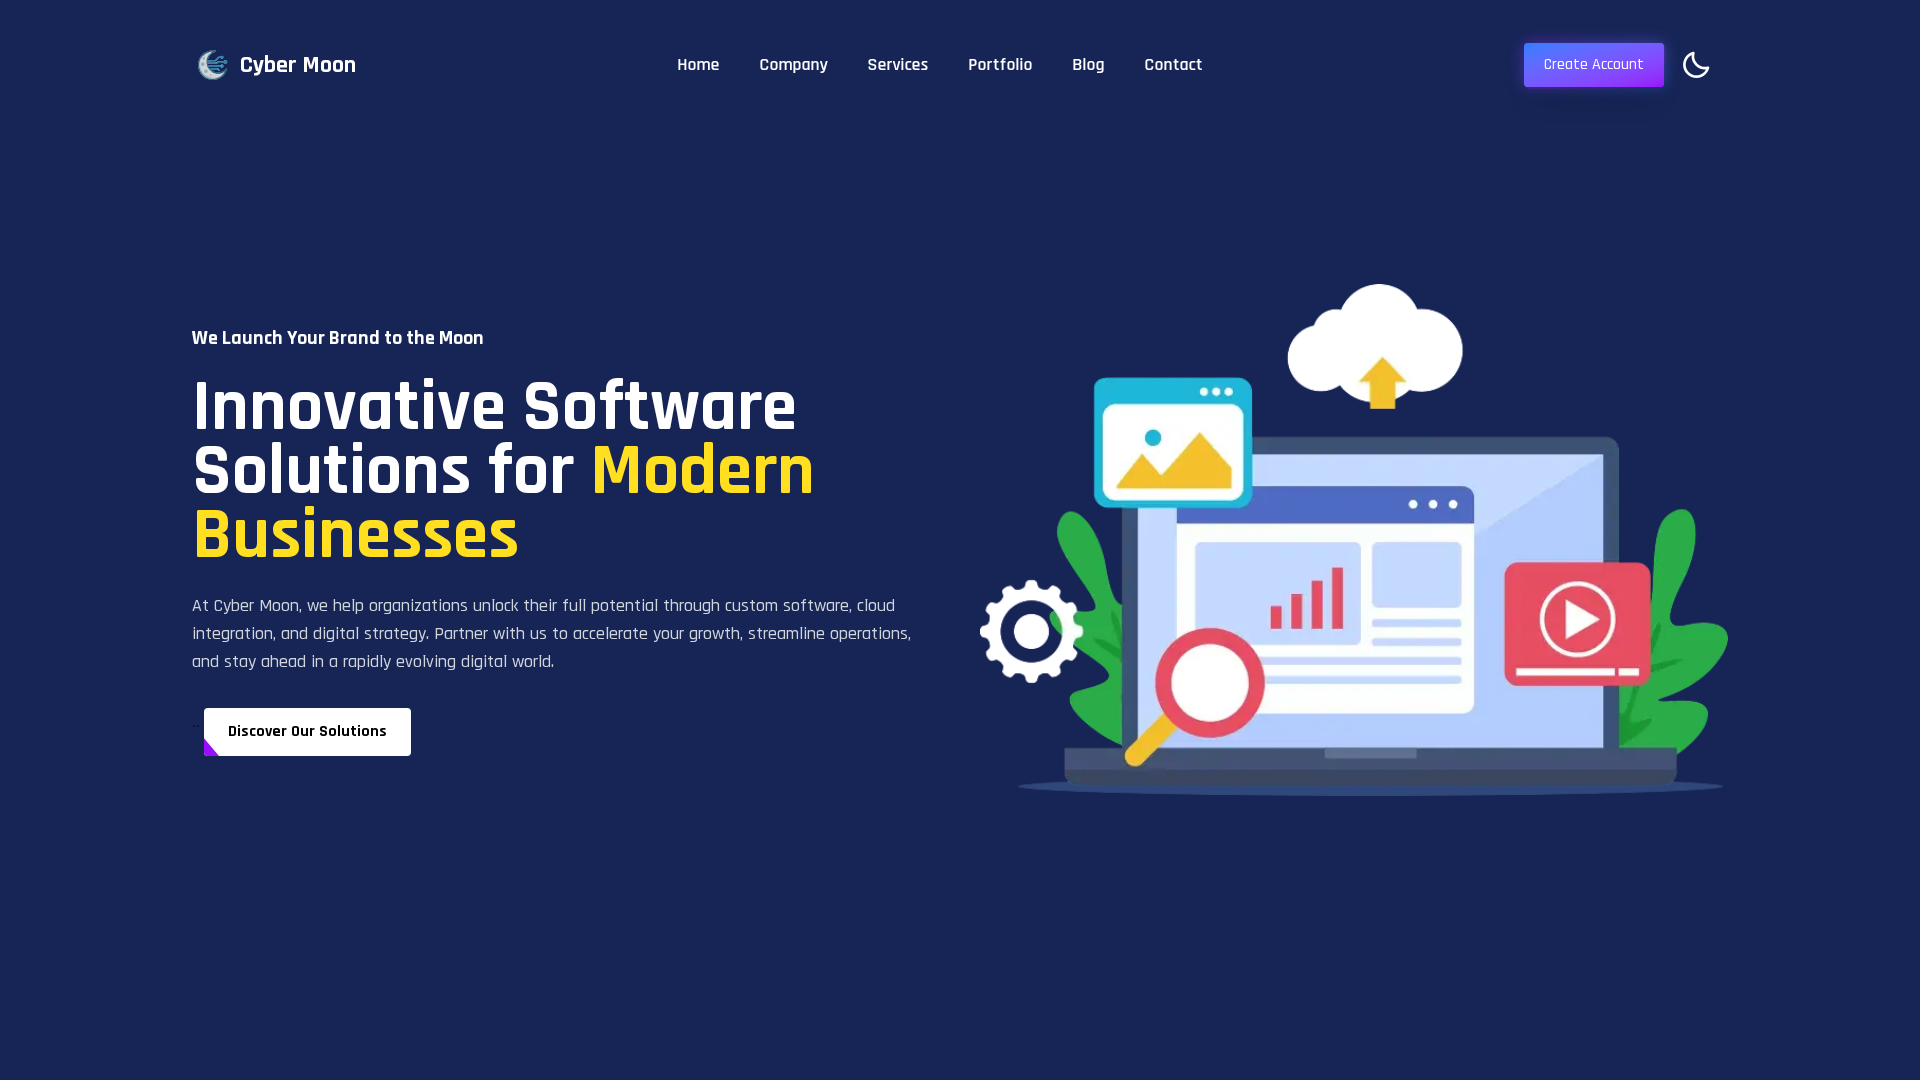 Cyber Moon
Home
Company
Services
Portfolio
Blog
Contact
Create Account
We Launch Your Brand to the Moon
Innovative Software
Solutions for Modern
Businesses
At Cyber Moon, we help organizations unlock their full potential through custom software, cloud
integration, and digital strategy. Partner with us to accelerate your growth, streamline operations,
and stay ahead in a rapidly evolving digital world.
Discover Our Solutions